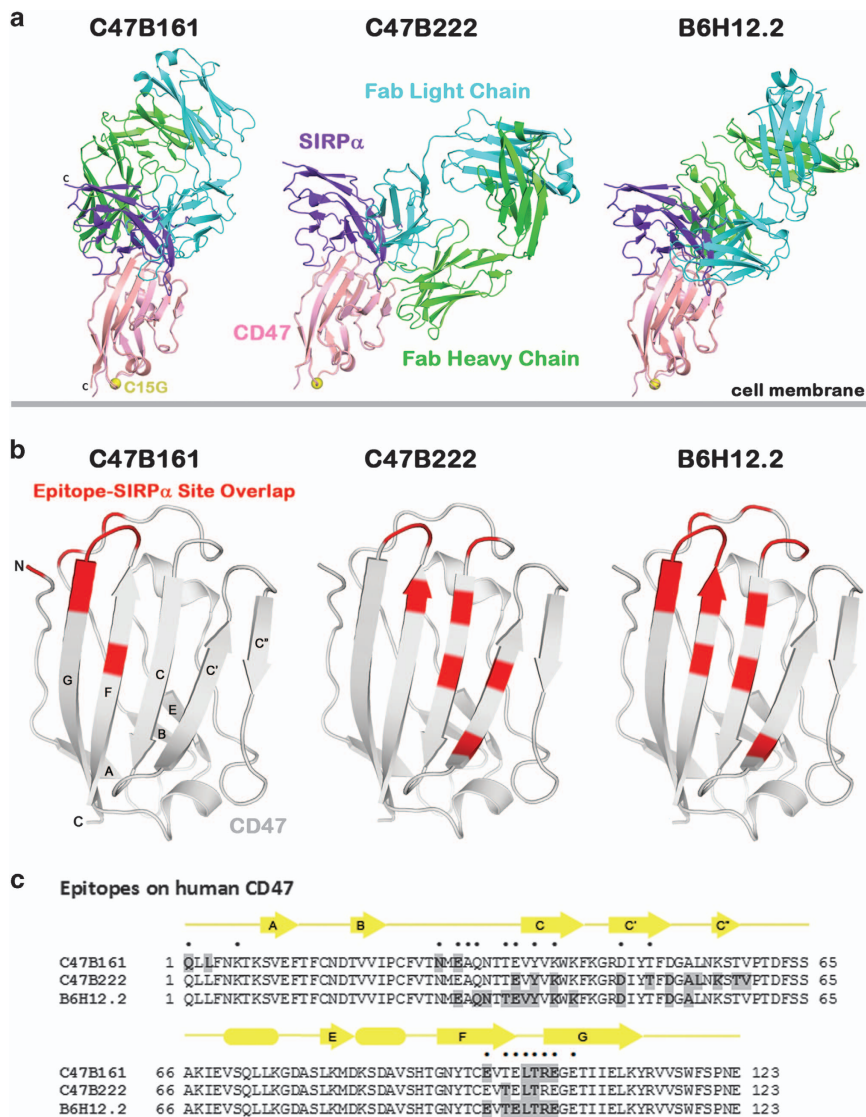 a
C47B161 C47B222 B6H12.2
Fab Light Chain
SIRPα
C
CD47
Fab Heavy Chain
C C15G
cell membrane
b
C47B161 C47B222 B6H12.2
Epitope-SIRPα Site Overlap
N
C"
C'
G F C
E
B
A
C
CD47
c
Epitopes on human CD47
A B C C' C"
C47B161 1 QLLFNKTKSVEFTFCNDTVVIPCFVTNMEAQNTTEVYVKWKFKGRDIYTFDGALNKSTVPTDFSS 65
C47B222 1 QLLFNKTKSVEFTFCNDTVVIPCFVTNMEAQNTTEVYVKWKFKGRDIYTFDGALNKSTVPTDFSS 65
B6H12.2 1 QLLFNKTKSVEFTFCNDTVVIPCFVTNMEAQNTTEVYVKWKFKGRDIYTFDGALNKSTVPTDFSS 65
E F G
C47B161 66 AKIEVSQLLKGDASLKMDKSDAVSHTGNYTCEVTELTREGETIIELKYRVVSWFSPNE 123
C47B222 66 AKIEVSQLLKGDASLKMDKSDAVSHTGNYTCEVTELTREGETIIELKYRVVSWFSPNE 123
B6H12.2 66 AKIEVSQLLKGDASLKMDKSDAVSHTGNYTCEVTELTREGETIIELKYRVVSWFSPNE 123